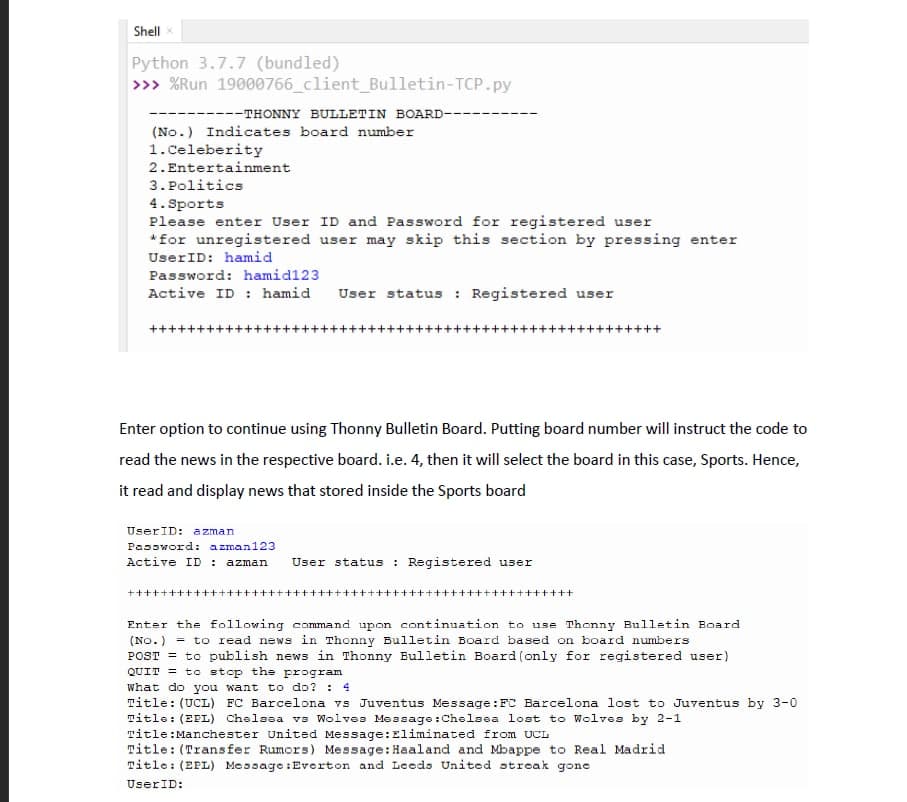 Shell ×
Python 3.7.7 (bundled)
>>> %Run 19000766_client_Bulletin-TCP.py
----------THONNY BULLETIN BOARD----------
(No.) Indicates board number
1.Celeberity
2.Entertainment
3.Politics
4.Sports
Please enter User ID and Password for registered user
*for unregistered user may skip this section by pressing enter
UserID: hamid
Password: hamid123
Active ID : hamid   User status : Registered user
++++++++++++++++++++++++++++++++++++++++++++++++++++++
Enter option to continue using Thonny Bulletin Board. Putting board number will instruct the code to
read the news in the respective board. i.e. 4, then it will select the board in this case, Sports. Hence,
it read and display news that stored inside the Sports board
UserID: azman
Password: azman123
Active ID : azman   User status : Registered user
++++++++++++++++++++++++++++++++++++++++++++++++++++++
Enter the following command upon continuation to use Thonny Bulletin Board
(No.) = to read news in Thonny Bulletin Board based on board numbers
POST = to publish news in Thonny Bulletin Board(only for registered user)
QUIT = to stop the program
What do you want to do? : 4
Title:(UCL) FC Barcelona vs Juventus Message:FC Barcelona lost to Juventus by 3-0
Title:(EPL) Chelsea vs Wolves Message:Chelsea lost to Wolves by 2-1
Title:Manchester United Message:Eliminated from UCL
Title:(Transfer Rumors) Message:Haaland and Mbappe to Real Madrid
Title:(EPL) Message:Everton and Leeds United streak gone
UserID: